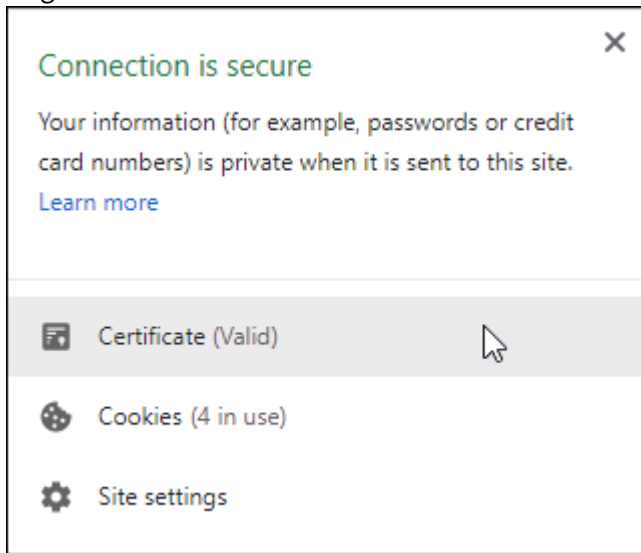 Connection is secure
Your information (for example, passwords or credit
card numbers) is private when it is sent to this site.
Learn more
Certificate (Valid)
Cookies (4 in use)
Site settings